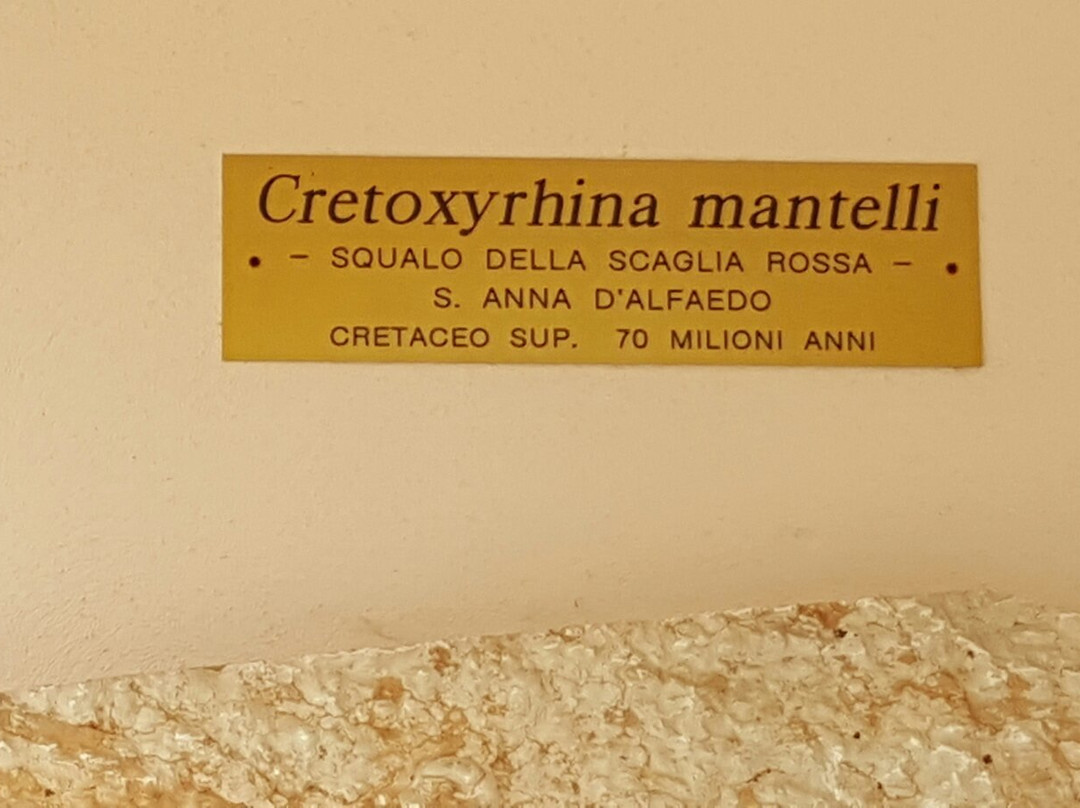 Cretoxyrhina mantelli
- SQUALO DELLA SCAGLIA ROSSA -
S. ANNA D'ALFAEDO
CRETACEO SUP. 70 MILIONI ANNI